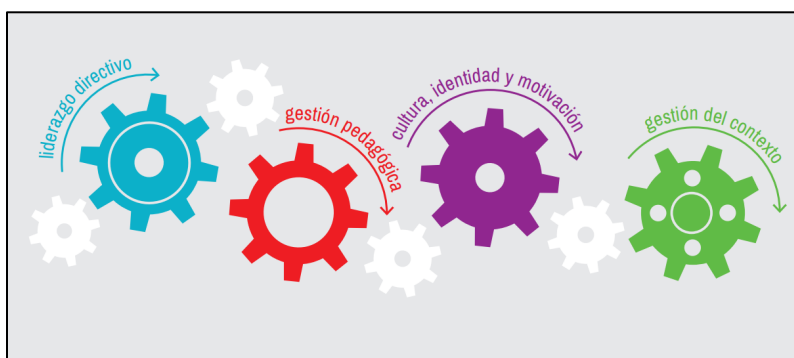 liderazgo directivo
gestión pedagógica
cultura, identidad y motivación
gestión del contexto